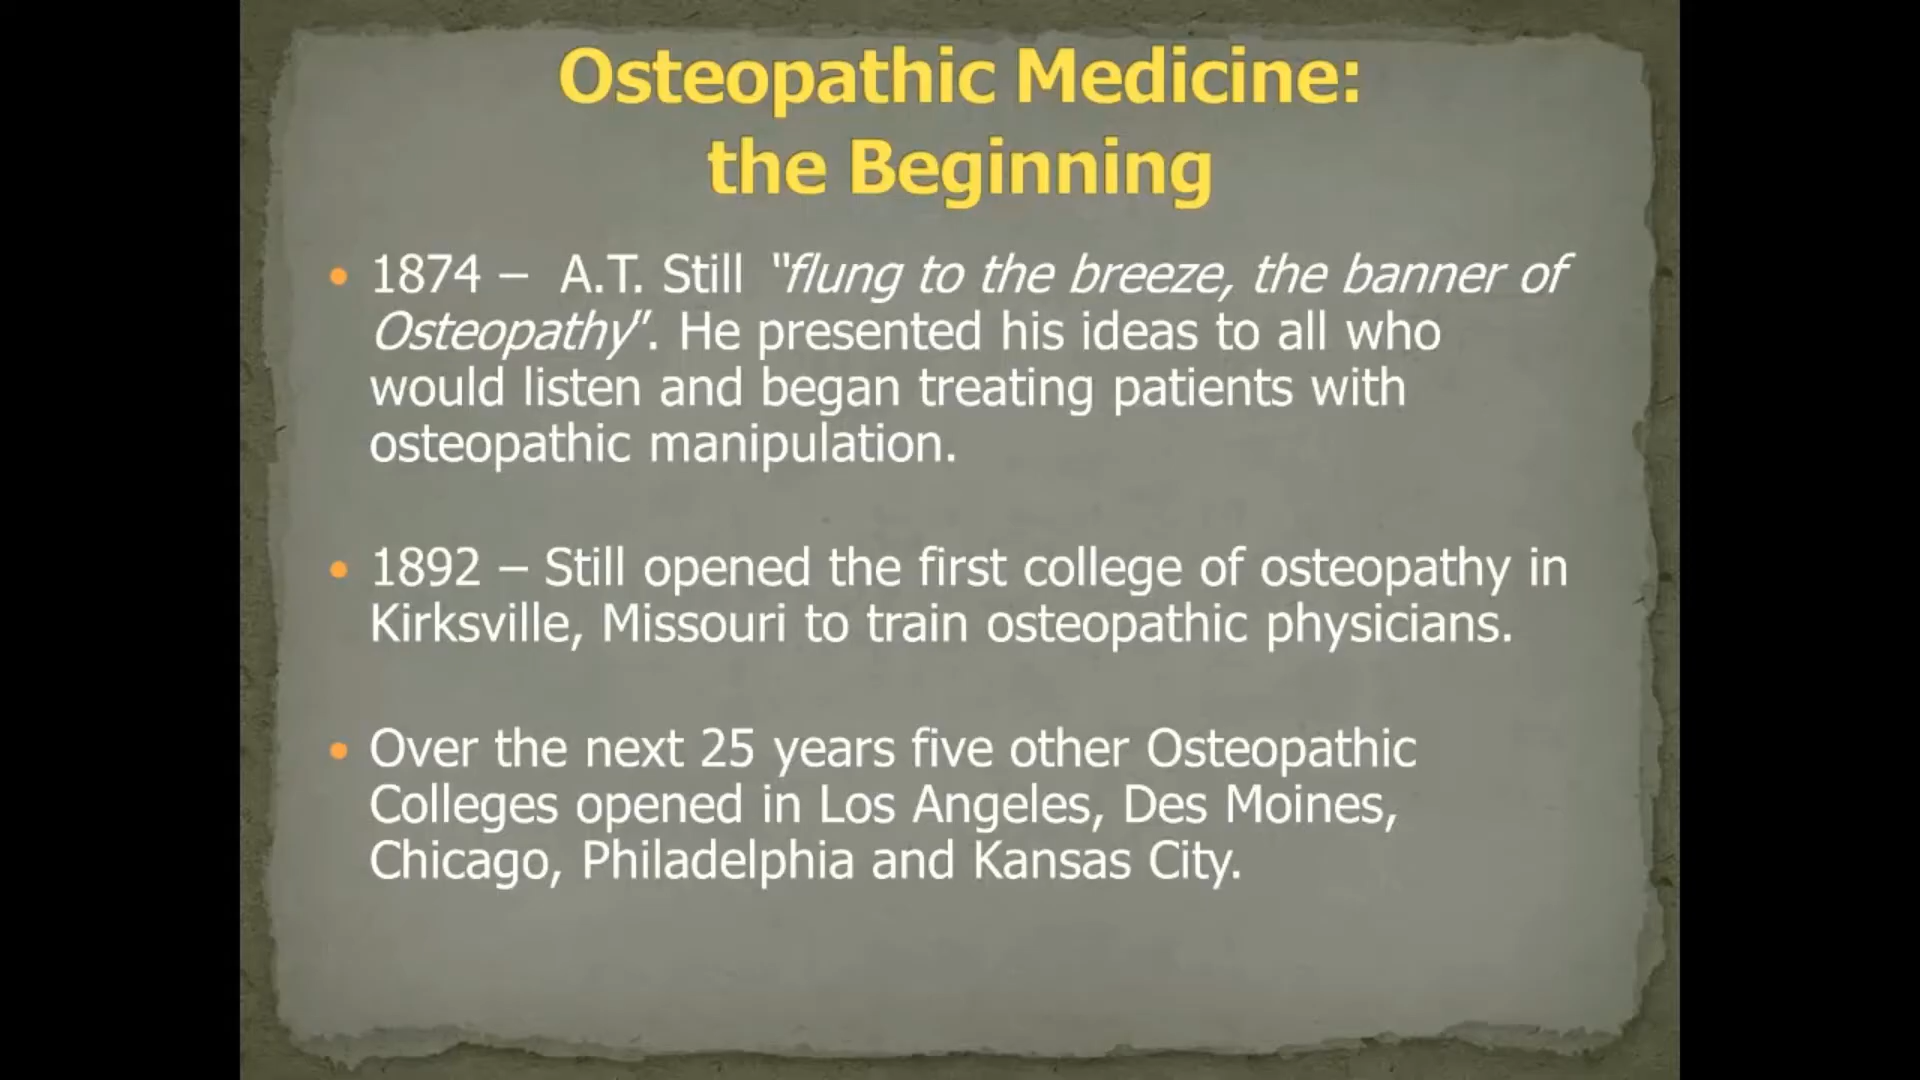 Osteopathic Medicine:
the Beginning
• 1874 – A.T. Still “flung to the breeze, the banner of
Osteopathy”. He presented his ideas to all who
would listen and began treating patients with
osteopathic manipulation.
• 1892 – Still opened the first college of osteopathy in
Kirksville, Missouri to train osteopathic physicians.
• Over the next 25 years five other Osteopathic
Colleges opened in Los Angeles, Des Moines,
Chicago, Philadelphia and Kansas City.